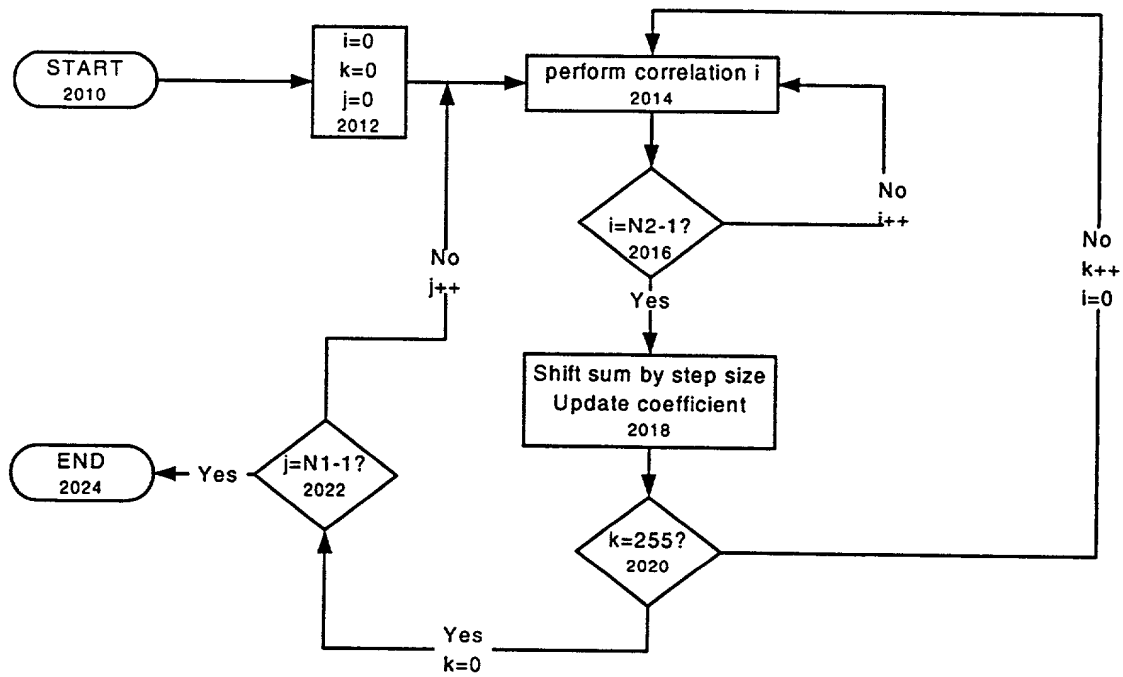 START
2010
i=0
k=0
j=0
2012
perform correlation i
2014
i=N2-1?
2016
No
i++
Yes
Shift sum by step size
Update coefficient
2018
k=255?
2020
No
k++
i=0
Yes
k=0
j=N1-1?
2022
No
j++
Yes
END
2024